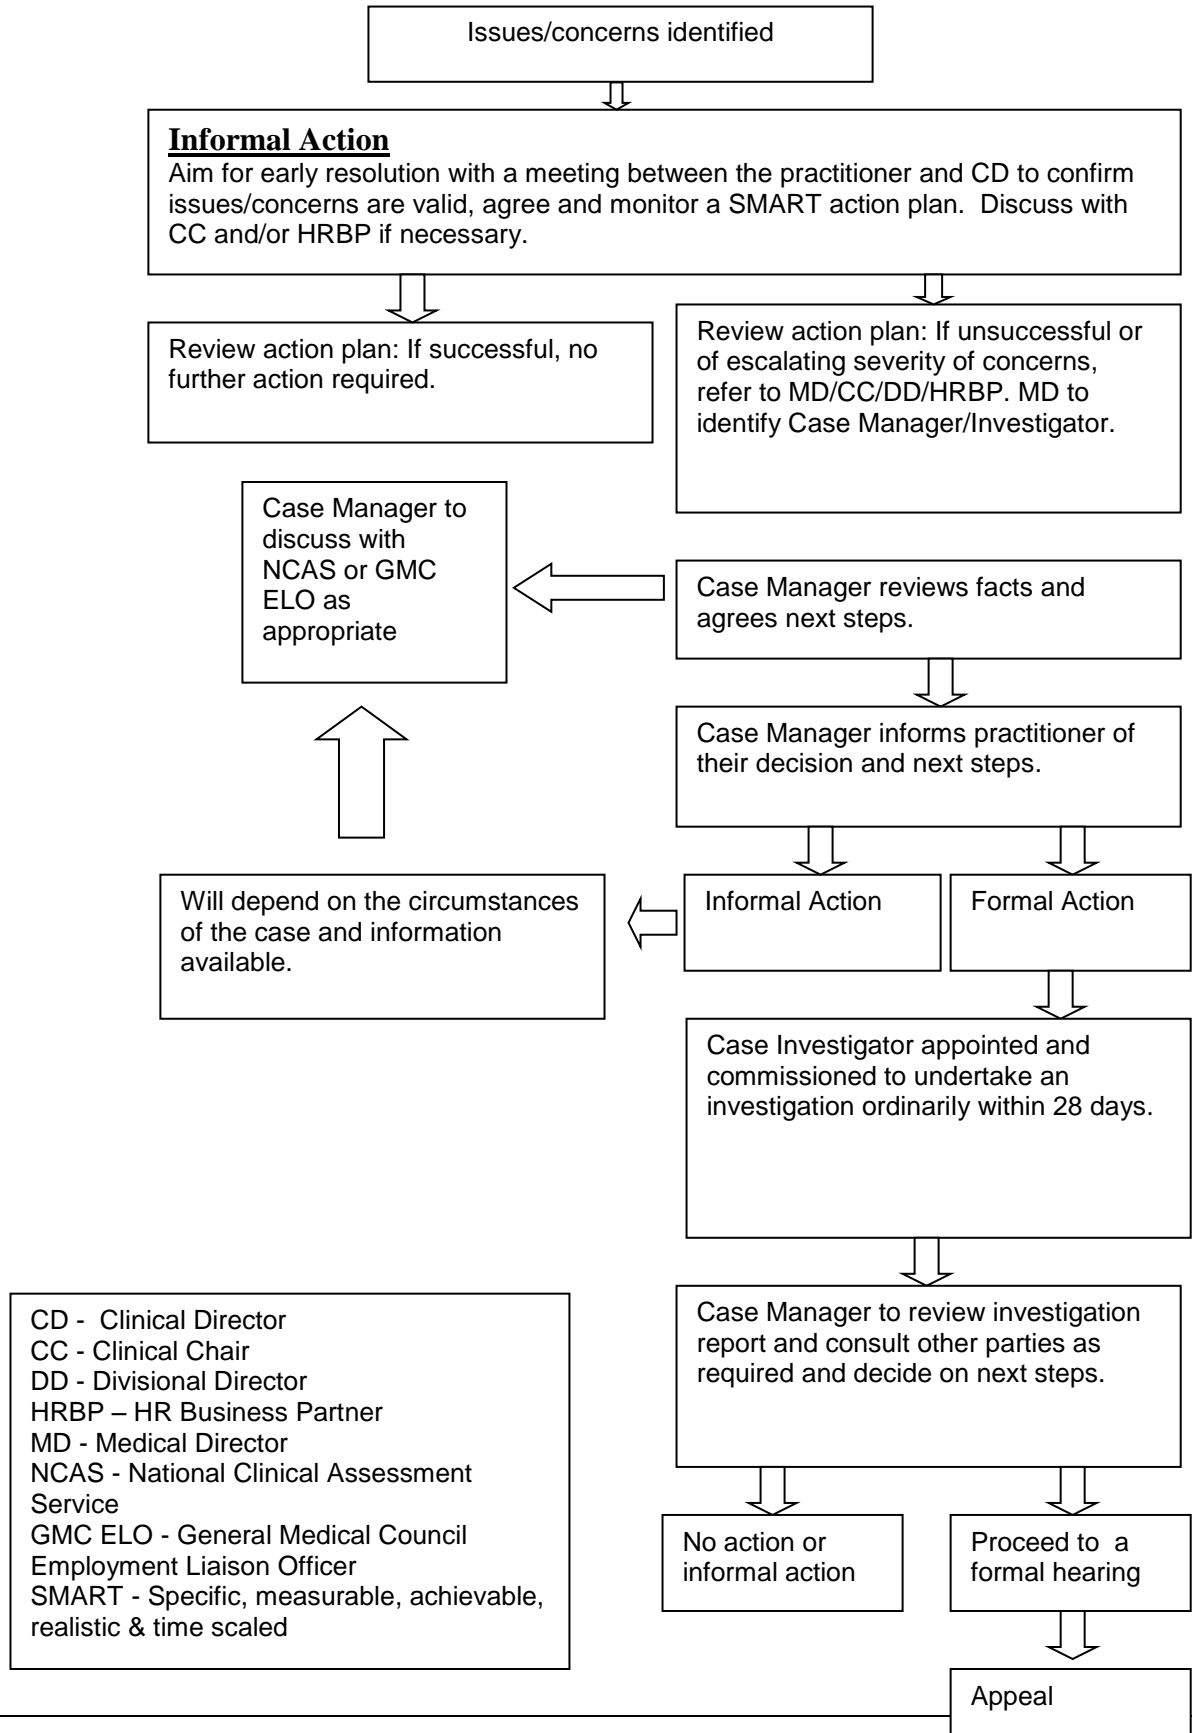 Issues/concerns identified
Informal Action
Aim for early resolution with a meeting between the practitioner and CD to confirm
issues/concerns are valid, agree and monitor a SMART action plan.  Discuss with
CC and/or HRBP if necessary.
Review action plan: If successful, no
further action required.
Review action plan: If unsuccessful or
of escalating severity of concerns,
refer to MD/CC/DD/HRBP. MD to
identify Case Manager/Investigator.
Case Manager to
discuss with
NCAS or GMC
ELO as
appropriate
Case Manager reviews facts and
agrees next steps.
Case Manager informs practitioner of
their decision and next steps.
Will depend on the circumstances
of the case and information
available.
Informal Action
Formal Action
Case Investigator appointed and
commissioned to undertake an
investigation ordinarily within 28 days.
Case Manager to review investigation
report and consult other parties as
required and decide on next steps.
CD -  Clinical Director
CC - Clinical Chair
DD - Divisional Director
HRBP – HR Business Partner
MD - Medical Director
NCAS - National Clinical Assessment
Service
GMC ELO - General Medical Council
Employment Liaison Officer
SMART - Specific, measurable, achievable,
realistic & time scaled
No action or
informal action
Proceed to  a
formal hearing
Appeal